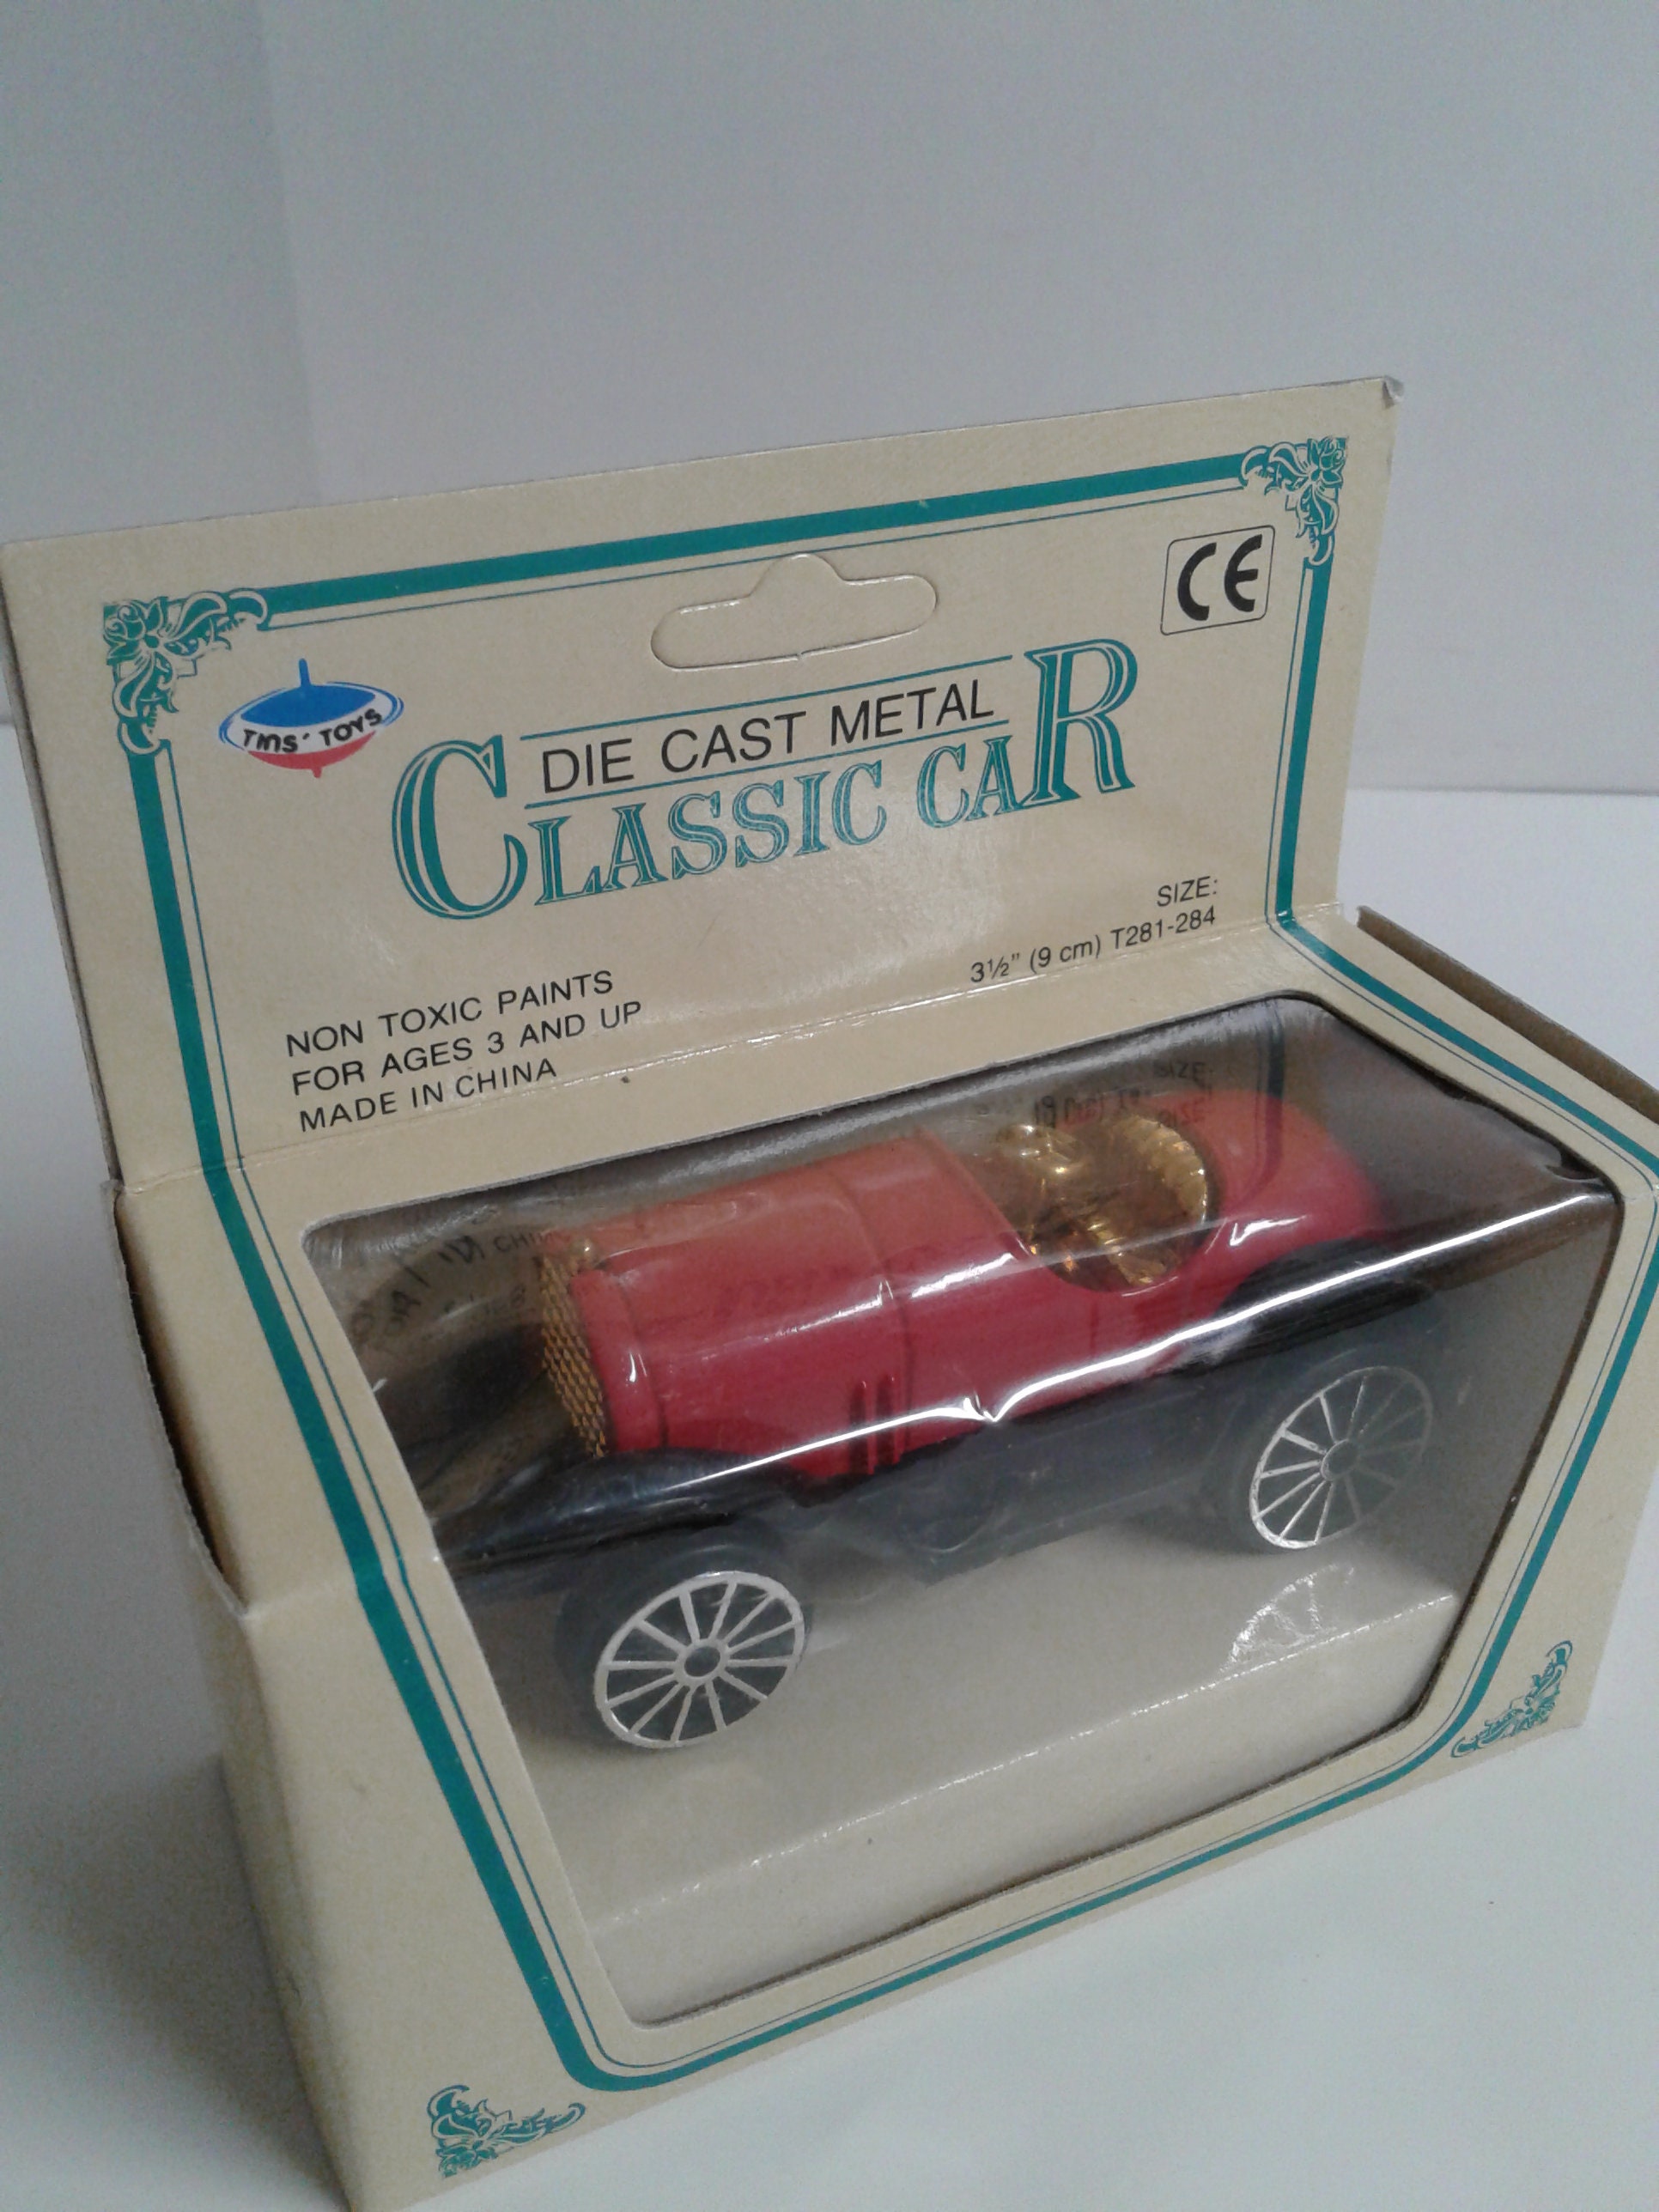 CE
TMS' TOYS
DIE CAST METAL
CLASSIC CAR
SIZE:
3½" (9 cm) T281-284
NON TOXIC PAINTS
FOR AGES 3 AND UP
MADE IN CHINA